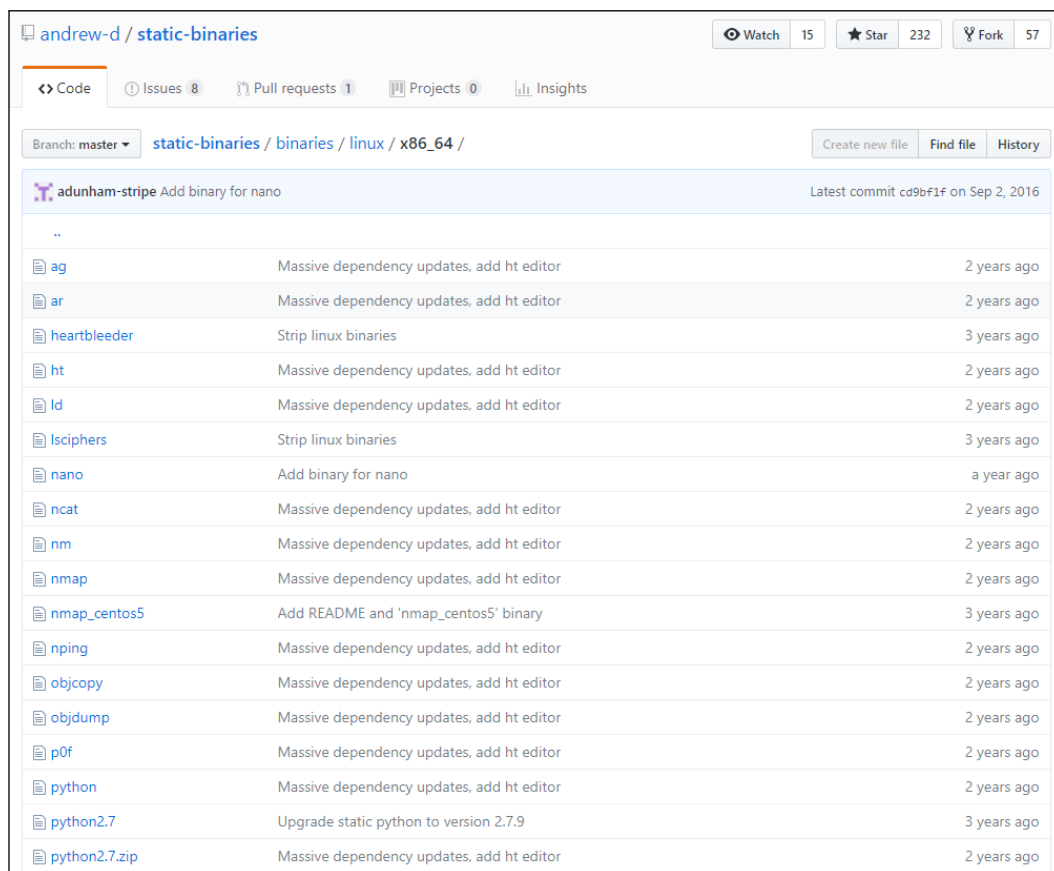 andrew-d / static-binaries Watch 15 Star 232 Fork 57
Code Issues 8 Pull requests 1 Projects 0 Insights
Branch: master static-binaries / binaries / linux / x86_64 / Create new file Find file History
adunham-stripe Add binary for nano Latest commit cd9bf1f on Sep 2, 2016
..
ag Massive dependency updates, add ht editor 2 years ago
ar Massive dependency updates, add ht editor 2 years ago
heartbleeder Strip linux binaries 3 years ago
ht Massive dependency updates, add ht editor 2 years ago
ld Massive dependency updates, add ht editor 2 years ago
lsciphers Strip linux binaries 3 years ago
nano Add binary for nano a year ago
ncat Massive dependency updates, add ht editor 2 years ago
nm Massive dependency updates, add ht editor 2 years ago
nmap Massive dependency updates, add ht editor 2 years ago
nmap_centos5 Add README and 'nmap_centos5' binary 3 years ago
nping Massive dependency updates, add ht editor 2 years ago
objcopy Massive dependency updates, add ht editor 2 years ago
objdump Massive dependency updates, add ht editor 2 years ago
p0f Massive dependency updates, add ht editor 2 years ago
python Massive dependency updates, add ht editor 2 years ago
python2.7 Upgrade static python to version 2.7.9 3 years ago
python2.7.zip Massive dependency updates, add ht editor 2 years ago